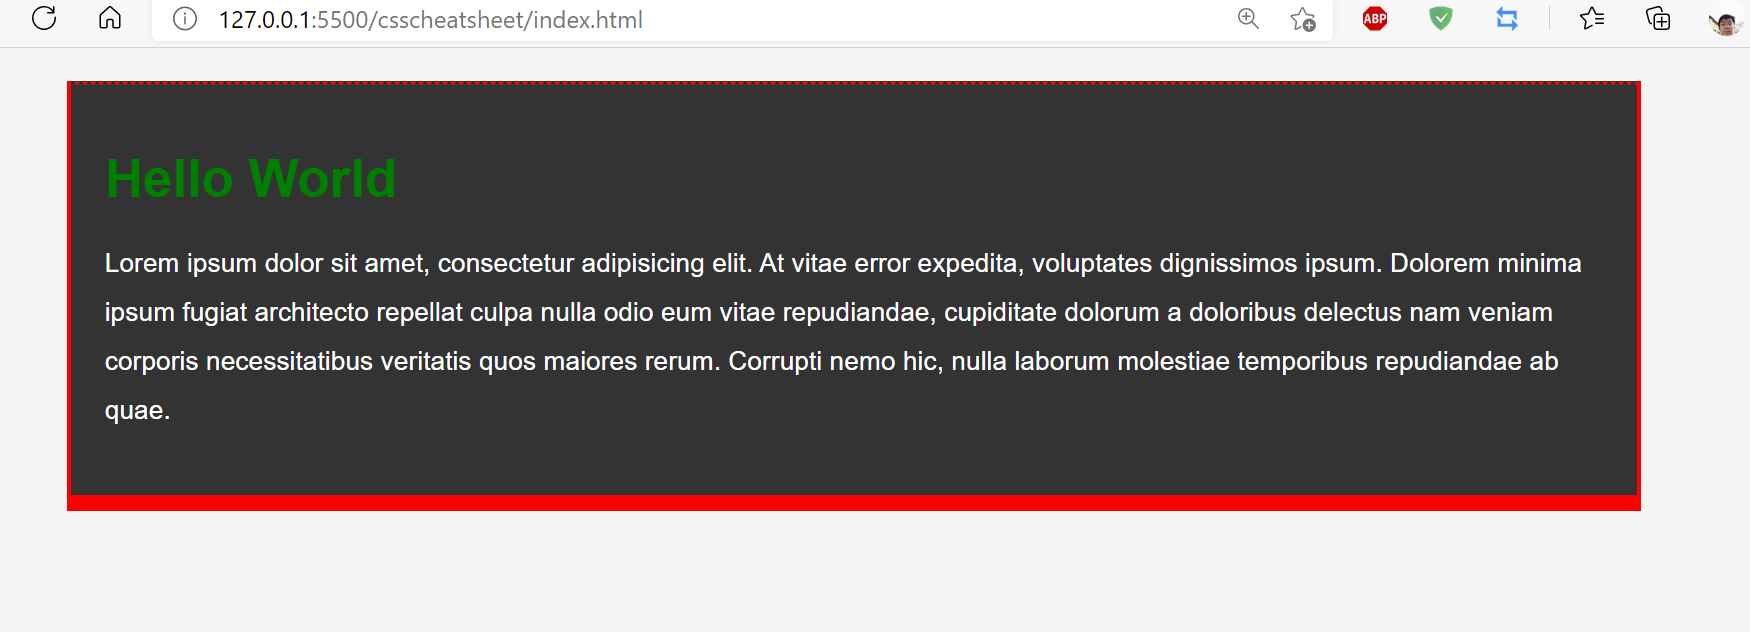 127.0.0.1:5500/csscheatsheet/index.html
ABP
Hello World
Lorem ipsum dolor sit amet, consectetur adipisicing elit. At vitae error expedita, voluptates dignissimos ipsum. Dolorem minima
ipsum fugiat architecto repellat culpa nulla odio eum vitae repudiandae, cupiditate dolorum a doloribus delectus nam veniam
corporis necessitatibus veritatis quos maiores rerum. Corrupti nemo hic, nulla laborum molestiae temporibus repudiandae ab
quae.